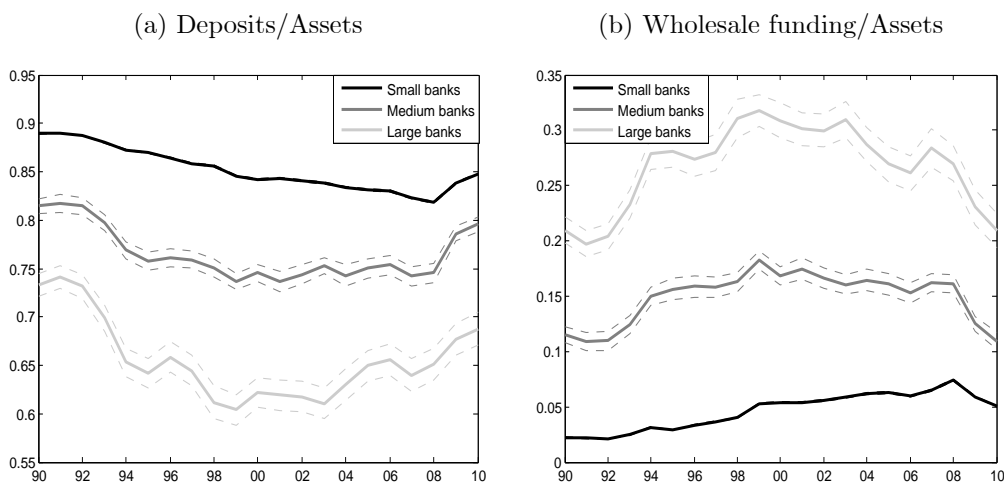 (a) Deposits/Assets
0.95
0.9
0.85
0.8
0.75
0.7
0.65
0.6
0.55
90 92 94 96 98 00 02 04 06 08 10
Small banks
Medium banks
Large banks
(b) Wholesale funding/Assets
0.35
0.3
0.25
0.2
0.15
0.1
0.05
0
90 92 94 96 98 00 02 04 06 08 10
Small banks
Medium banks
Large banks